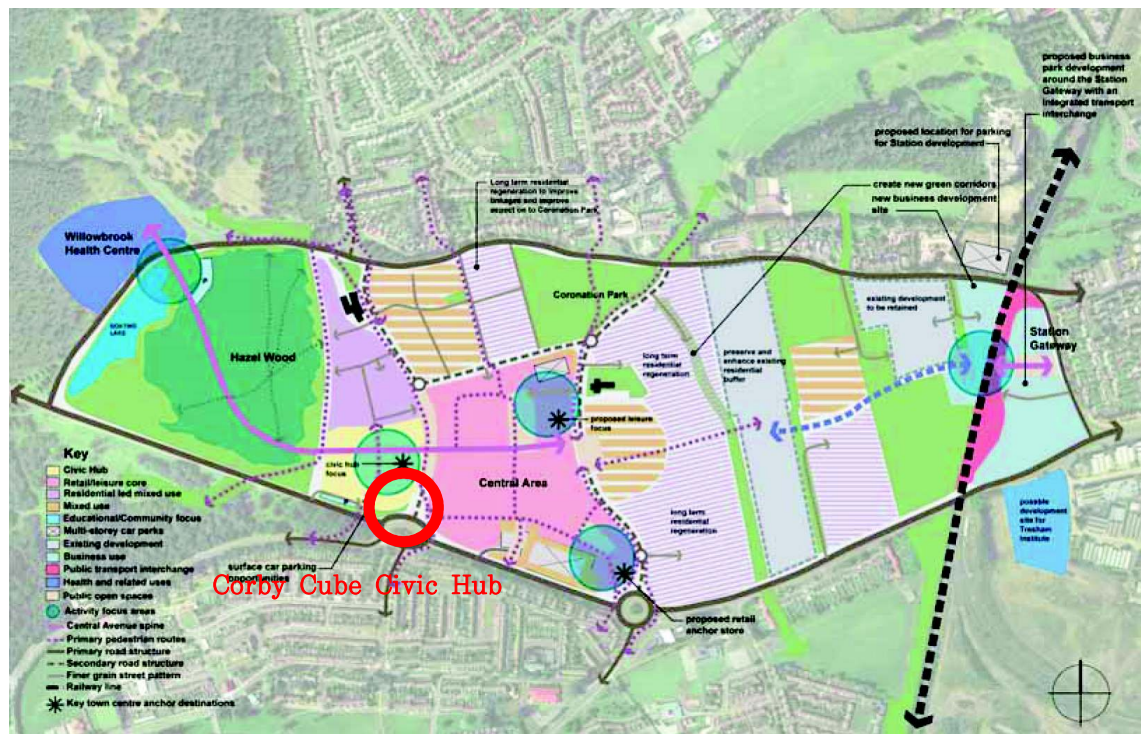 proposed business
park development
around the Station
Gateway with an
integrated transport
interchange
proposed location for parking
for Station development
create new green corridors
new business development
site
Long term residential
regeneration to improve
linkages and improve
aspect on to Coronation Park
Willowbrook
Health Centre
Coronation Park
existing development
to be retained
Station
Gateway
BOATING
LAKE
Hazel Wood
long term
residential
regeneration
preserve and
enhance existing
residential
buffer
proposed leisure
focus
civic hub
focus
Central Area
long term
residential
regeneration
possible
development
site for
Tresham
Institute
surface car parking
opportunities
Corby Cube Civic Hub
proposed retail
anchor store
Key
Civic Hub
Retail/leisure core
Residential led mixed use
Mixed use
Educational/Community focus
Multi-storey car parks
Existing development
Business use
Public transport interchange
Health and related uses
Public open spaces
Activity focus areas
Central Avenue spine
Primary pedestrian routes
Primary road structure
Secondary road structure
Finer grain street pattern
Railway line
Key town centre anchor destinations